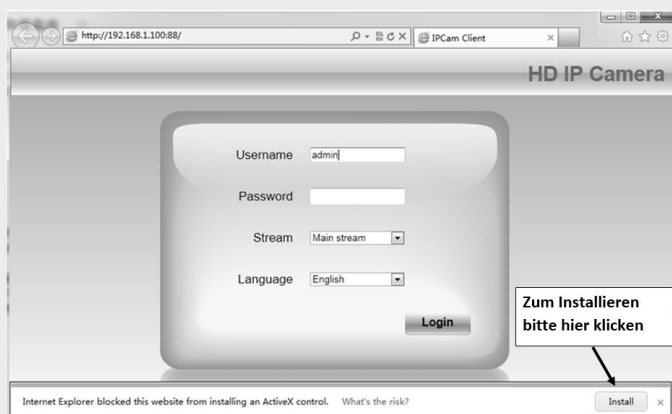 http://192.168.1.100:88/
IPCam Client
HD IP Camera
Username
admin
Password
Stream
Main stream
Language
English
Login
Zum Installieren
bitte hier klicken
Internet Explorer blocked this website from installing an ActiveX control. What's the risk?
Install